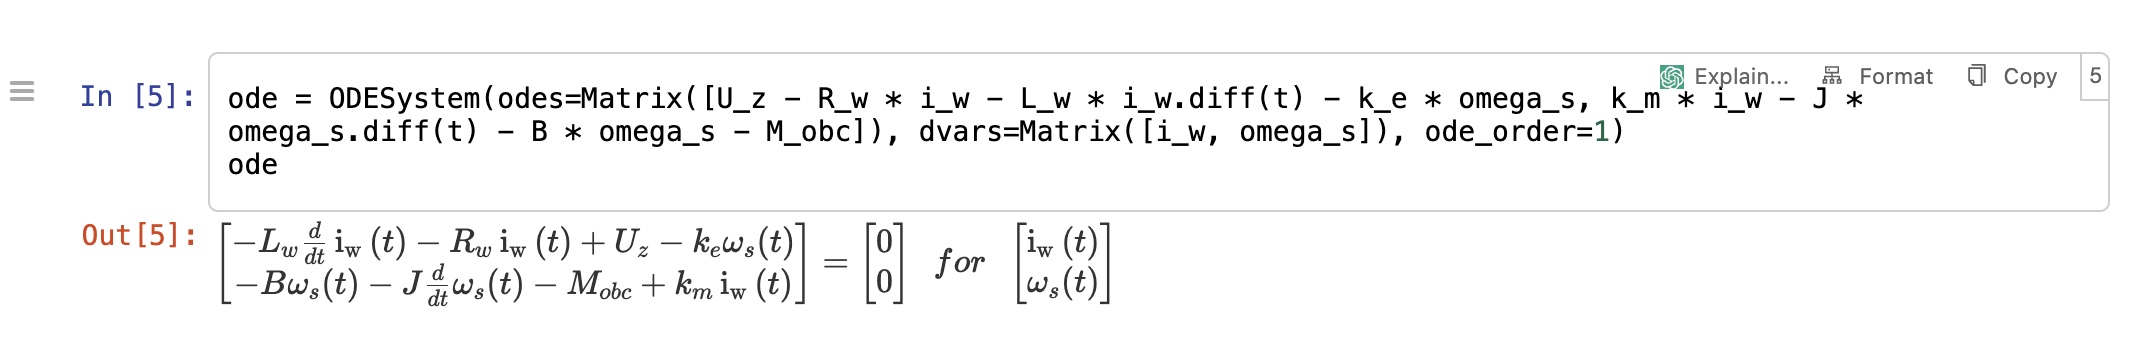 Explain... Format Copy 5
In [5]: ode = ODESystem(odes=Matrix([U_z - R_w * i_w - L_w * i_w.diff(t) - k_e * omega_s, k_m * i_w - J *
omega_s.diff(t) - B * omega_s - M_obc]), dvars=Matrix([i_w, omega_s]), ode_order=1)
ode
Out[5]: [−L_w d/dt i_w (t) − R_w i_w (t) + U_z − k_e ω_s(t)] = [0] for [i_w (t)]
[−Bω_s(t) − J d/dt ω_s(t) − M_obc + k_m i_w (t)] [0] [ω_s(t)]